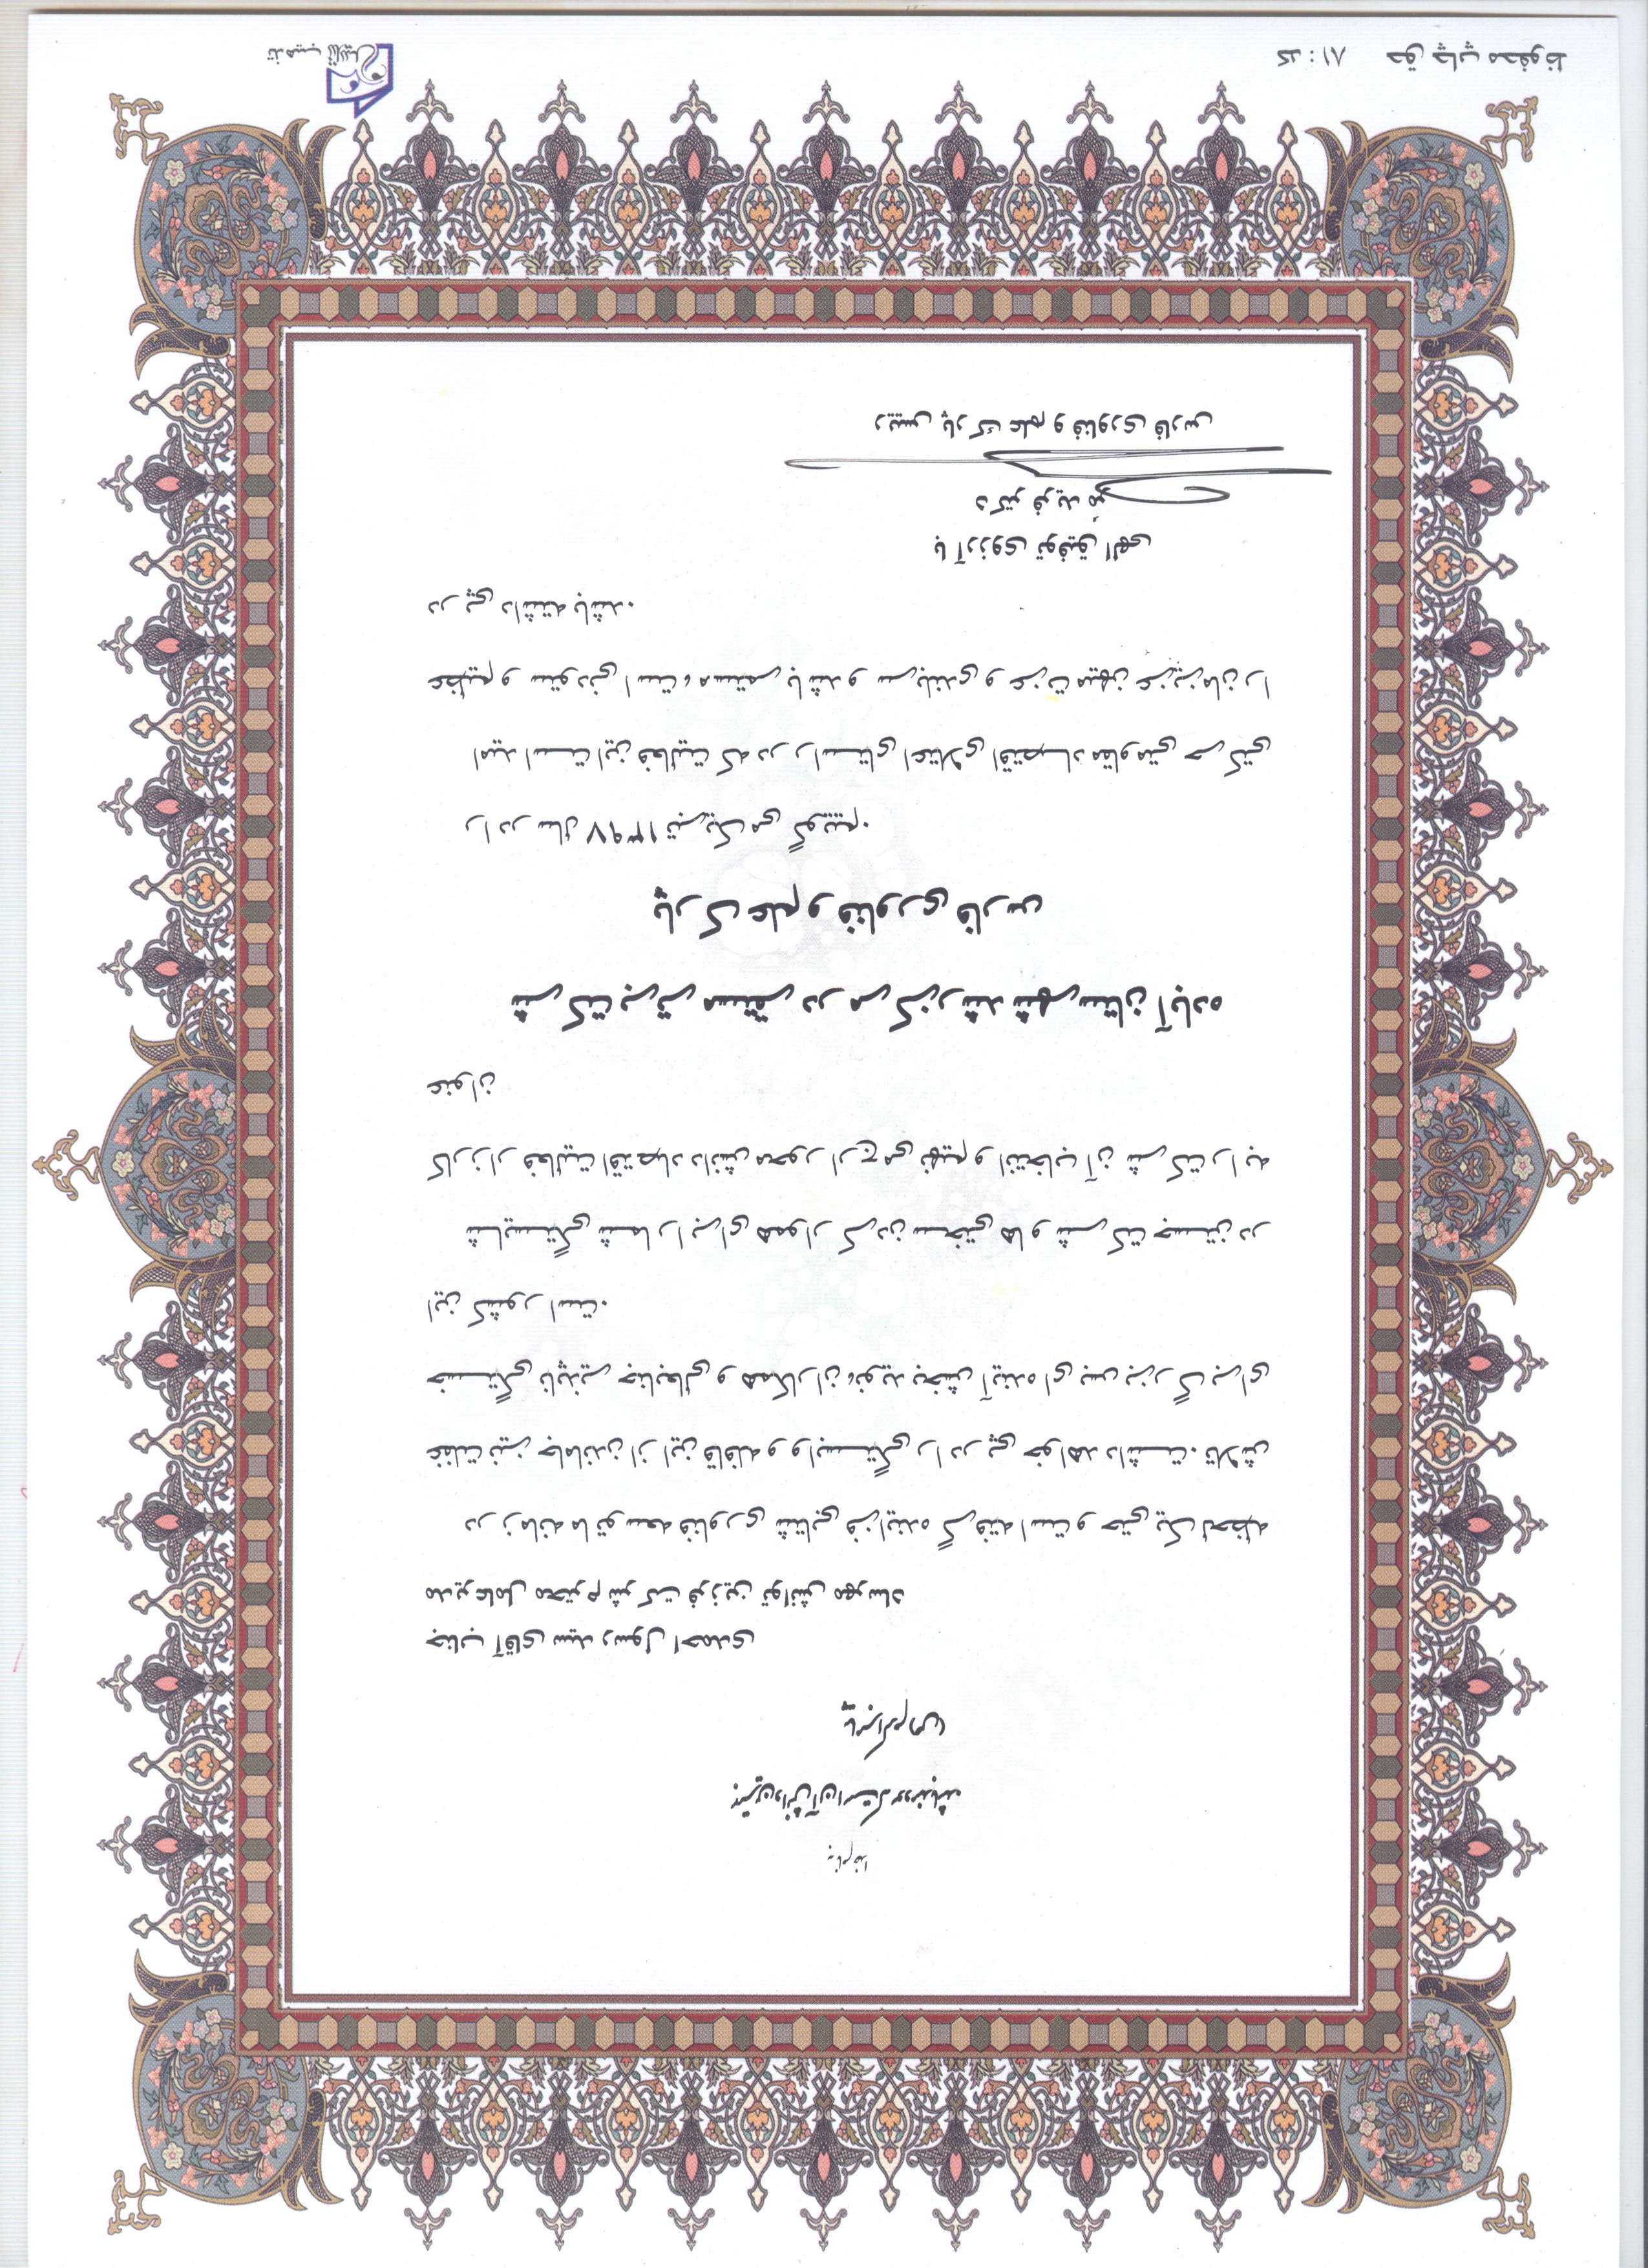 به نام خدا
بهترین دانش آن است که سودمند باشد.
پیامبر اکرم (ص)
جناب آقای سید رسول احمدی
مدیرعامل محترم شرکت فرزین توانش مهرساد
در زمانه ما توسعه فناوری شتابی فزاینده گرفته است و حتی یک لحظه
غفلت نیز جاماندن از این قافله و وابستگی را در پی خواهد داشت. تلاش
خستگی ناپذیر جنابعالی و همکاران ،نوید بخش آینده ای بس بزرگ برای
این کشور است.
شایستگی شما را برای هموار کردن سختی ها و شرکت جستن در
کارزار فعالیت اقتصاد دانش محور ارج می نهیم و انتخاب آن شرکت را به
عنوان
شرکت برتر مستقر در مرکز رشد شهرستان آباده
پارک علم و فناوری فارس
را در سال ۱۳۹۷ تبریک می گوییم.
امید است این فعالیت که در راستای اعتلای اقتصاد مقاومتی حرکتی
عظیم و ستودنی است، مستمر باشد و سربلندی و عزت میهن عزیزمان را
در پی داشته باشد.
با آرزوی توفیق الهی
دکتر فرید مُر
رییس پارک علم و فناوری فارس
تذهیب تندیس
کد : ۸۱ حق چاپ محفوظ